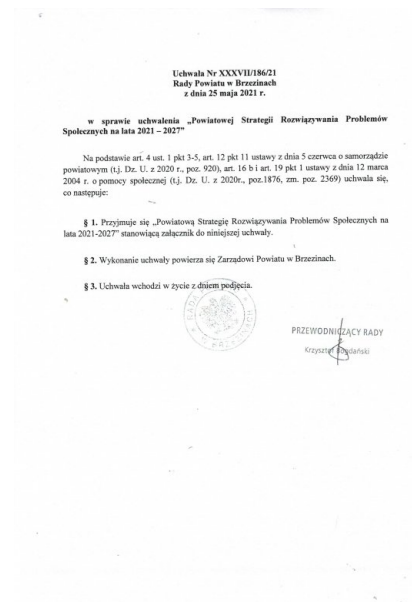 Uchwała Nr XXXVII/186/21
Rady Powiatu w Brzezinach
z dnia 25 maja 2021 r.
w sprawie uchwalenia „Powiatowej Strategii Rozwiązywania Problemów
Społecznych na lata 2021 – 2027”
Na podstawie art. 4 ust. 1 pkt 3-5, art. 12 pkt 11 ustawy z dnia 5 czerwca o samorządzie
powiatowym (t.j. Dz. U. z 2020 r., poz. 920), art. 16 b i art. 19 pkt 1 ustawy z dnia 12 marca
2004 r. o pomocy społecznej (t.j. Dz. U. z 2020r., poz.1876, zm. poz. 2369) uchwala się,
co następuje:
§ 1. Przyjmuje się „Powiatową Strategię Rozwiązywania Problemów Społecznych na
lata 2021-2027” stanowiącą załącznik do niniejszej uchwały.
§ 2. Wykonanie uchwały powierza się Zarządowi Powiatu w Brzezinach.
§ 3. Uchwała wchodzi w życie z dniem podjęcia.
PRZEWODNICZĄCY RADY
Krzysztof Bogdański